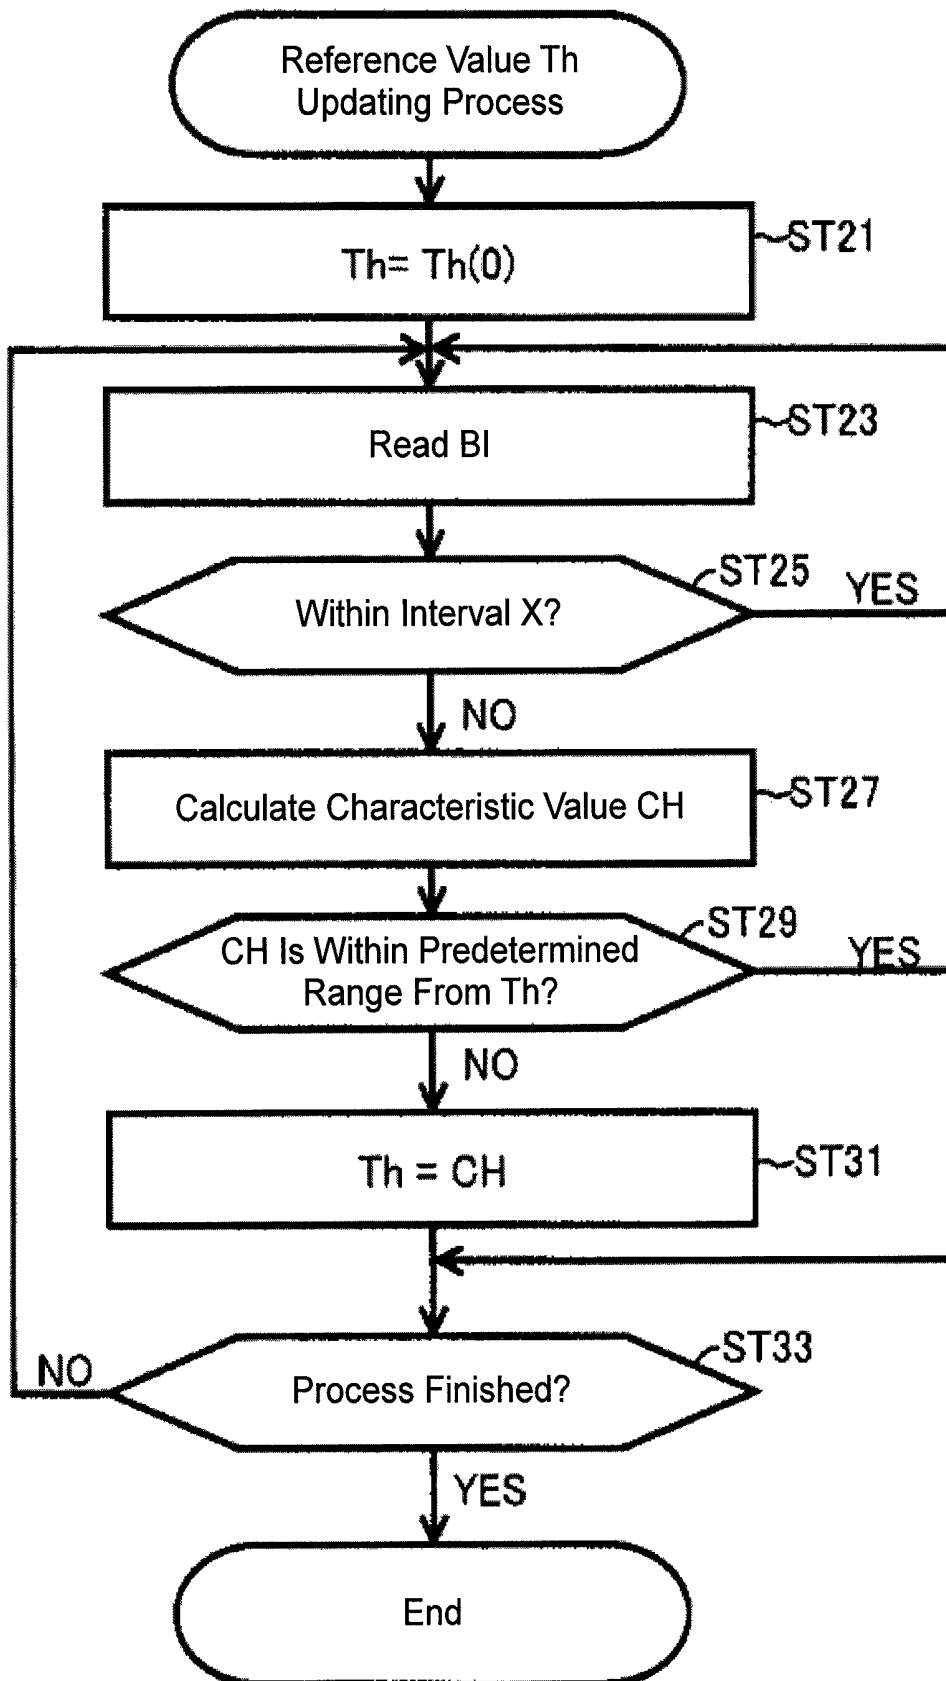 Reference Value Th
Updating Process
Th= Th(0)
ST21
Read BI
ST23
Within Interval X?
ST25
YES
NO
Calculate Characteristic Value CH
ST27
CH Is Within Predetermined
Range From Th?
ST29
YES
NO
Th = CH
ST31
Process Finished?
ST33
NO
YES
End